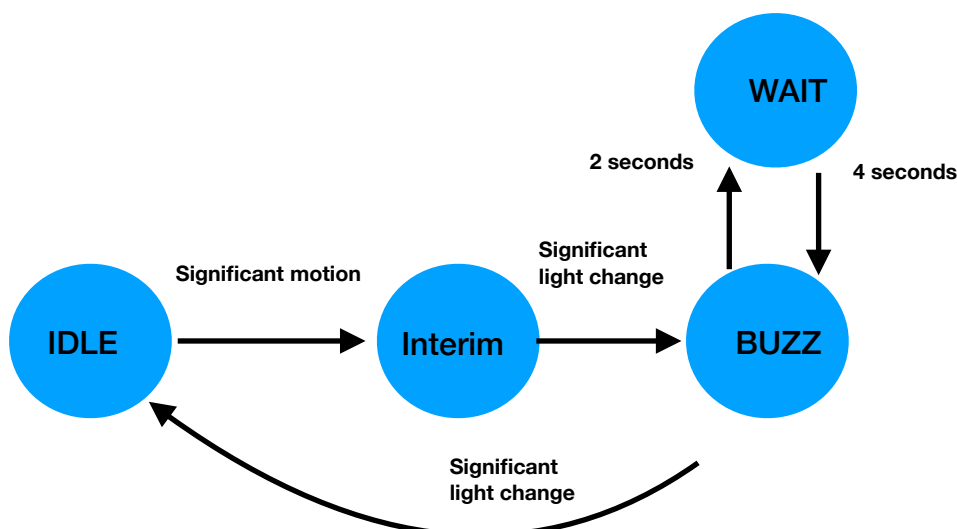 WAIT
2 seconds
4 seconds
Significant motion
Significant
light change
IDLE
Interim
BUZZ
Significant
light change